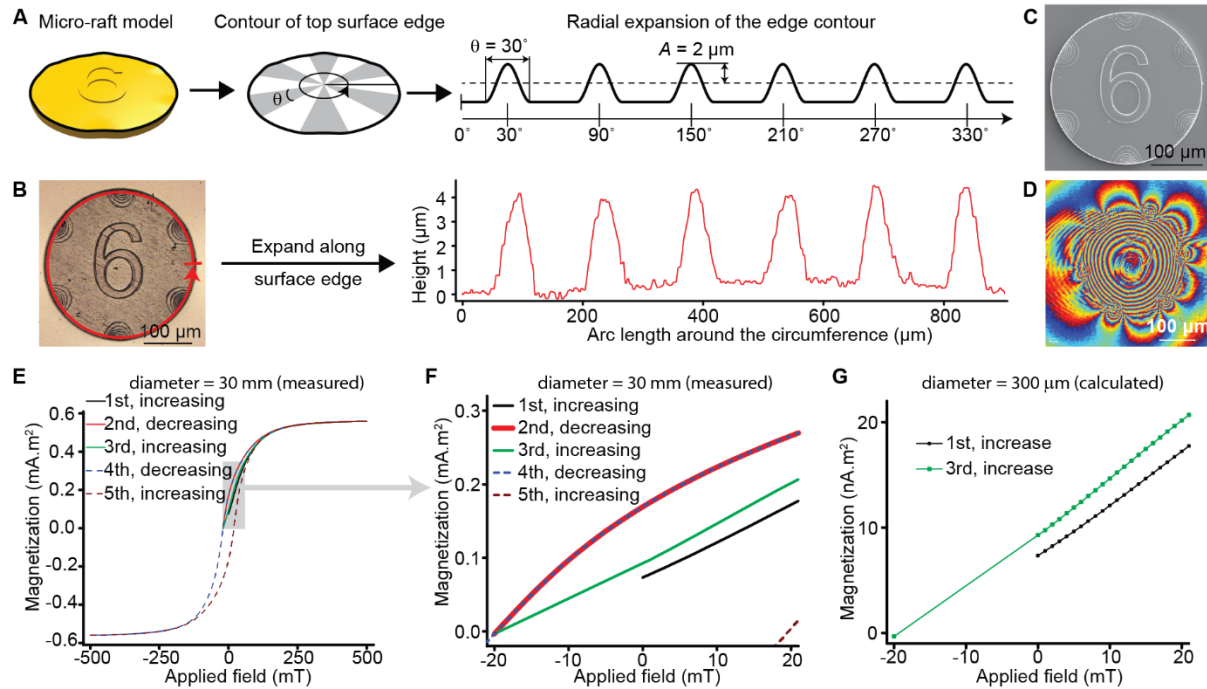 A
Micro-raft model
Contour of top surface edge
Radial expansion of the edge contour
θ
θ = 30˚
A = 2 µm
0˚ 30˚ 90˚ 150˚ 210˚ 270˚ 330˚
B
6
100 µm
Expand along
surface edge
Height (µm)
4
3
2
1
0
0 200 400 600 800
Arc length around the circumference (µm)
C
6
100 µm
D
100 µm
E
diameter = 30 mm (measured)
1st, increasing
2nd, decreasing
3rd, increasing
4th, decreasing
5th, increasing
Magnetization (mA.m²)
0.6
0.4
0.2
0.0
-0.2
-0.4
-0.6
-500 -250 0 250 500
Applied field (mT)
F
diameter = 30 mm (measured)
1st, increasing
2nd, decreasing
3rd, increasing
4th, decreasing
5th, increasing
Magnetization (mA.m²)
0.3
0.2
0.1
0.0
-20 -10 0 10 20
Applied field (mT)
G
diameter = 300 µm (calculated)
1st, increase
3rd, increase
Magnetization (nA.m²)
20
10
0
-20 -15 -10 -5 0 5 10 15 20
Applied field (mT)